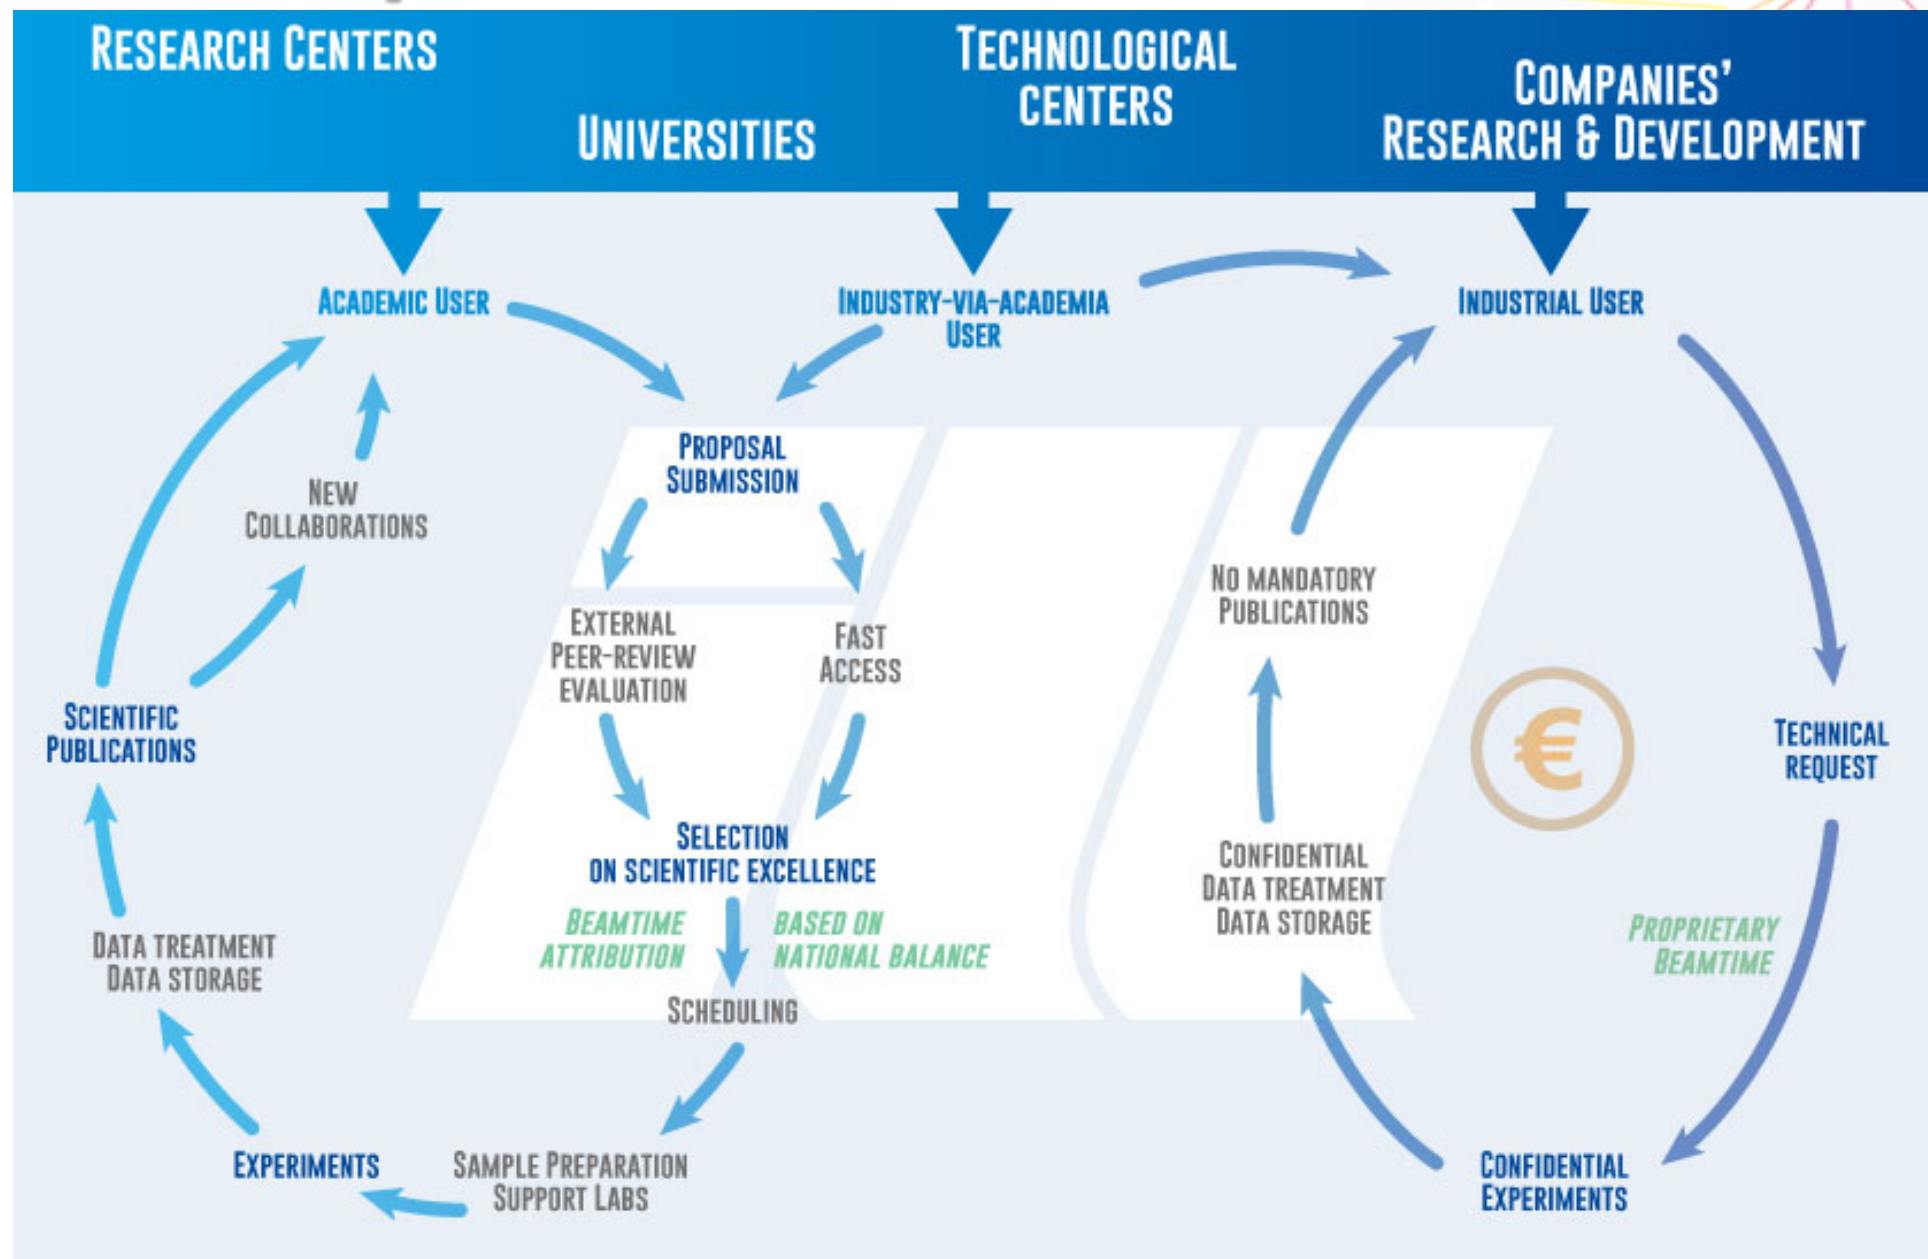 RESEARCH CENTERS
UNIVERSITIES
TECHNOLOGICAL
CENTERS
COMPANIES'
RESEARCH & DEVELOPMENT
ACADEMIC USER
INDUSTRY-VIA-ACADEMIA
USER
INDUSTRIAL USER
PROPOSAL
SUBMISSION
NEW
COLLABORATIONS
EXTERNAL
PEER-REVIEW
EVALUATION
FAST
ACCESS
NO MANDATORY
PUBLICATIONS
SCIENTIFIC
PUBLICATIONS
€
TECHNICAL
REQUEST
SELECTION
ON SCIENTIFIC EXCELLENCE
BEAMTIME
ATTRIBUTION
BASED ON
NATIONAL BALANCE
CONFIDENTIAL
DATA TREATMENT
DATA STORAGE
PROPRIETARY
BEAMTIME
DATA TREATMENT
DATA STORAGE
SCHEDULING
EXPERIMENTS
SAMPLE PREPARATION
SUPPORT LABS
CONFIDENTIAL
EXPERIMENTS